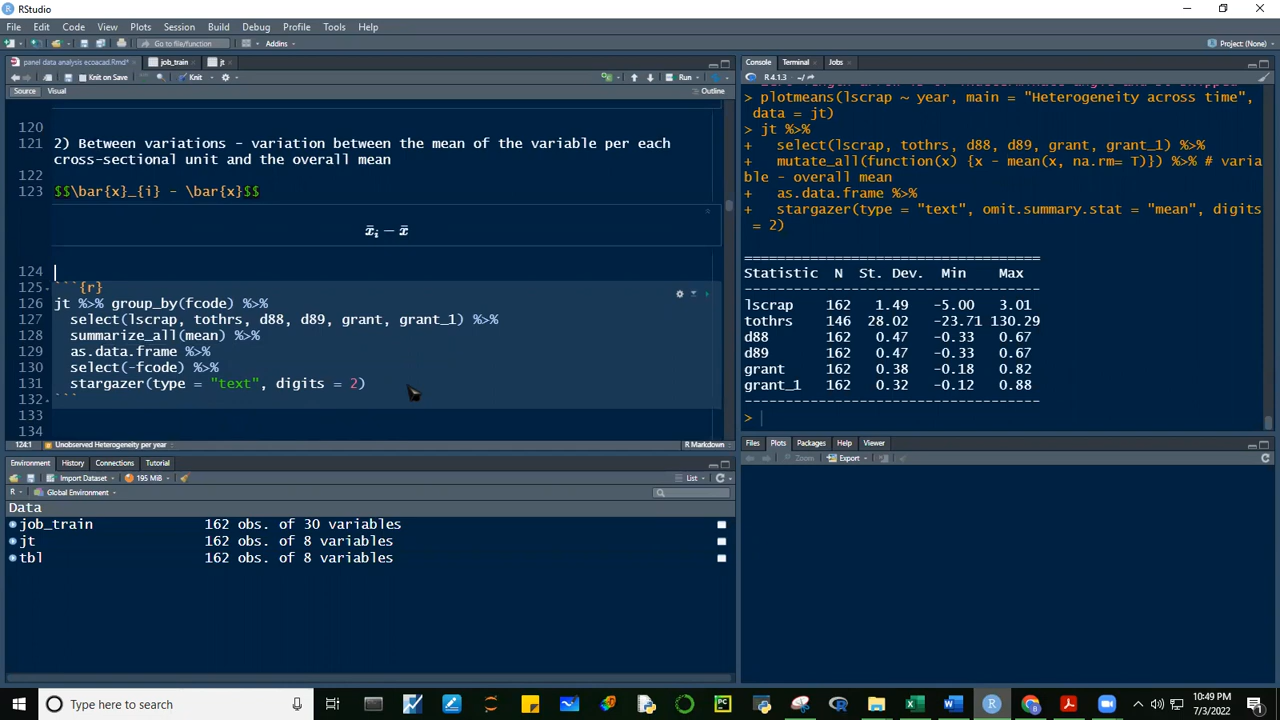 RStudio
File Edit Code View Plots Session Build Debug Profile Tools Help
Go to file/function Addins Project: (None)
panel data analysis ecoacad.Rmd* job_train jt
Knit on Save Knit Run
Source Visual Outline
120
121 2) Between variations - variation between the mean of the variable per each
cross-sectional unit and the overall mean
122
123 $$\bar{x}_{i} - \bar{x}$$
x̄ᵢ − x̄
124
125 ```{r}
126 jt %>% group_by(fcode) %>%
127 select(lscrap, tothrs, d88, d89, grant, grant_1) %>%
128 summarize_all(mean) %>%
129 as.data.frame %>%
130 select(-fcode) %>%
131 stargazer(type = "text", digits = 2)
132 ```
133
134
124:1 Unobserved Heterogeneity per year R Markdown
Environment History Connections Tutorial
Import Dataset 195 MiB List
R Global Environment
Data
job_train 162 obs. of 30 variables
jt 162 obs. of 8 variables
tbl 162 obs. of 8 variables
Console Terminal Jobs
R 4.1.3 · ~/
> plotmeans(lscrap ~ year, main = "Heterogeneity across time",
data = jt)
> jt %>%
+ select(lscrap, tothrs, d88, d89, grant, grant_1) %>%
+ mutate_all(function(x) {x - mean(x, na.rm= T)}) %>% # varia
ble - overall mean
+ as.data.frame %>%
+ stargazer(type = "text", omit.summary.stat = "mean", digits
= 2)
====================================
Statistic N St. Dev. Min Max
------------------------------------
lscrap 162 1.49 -5.00 3.01
tothrs 146 28.02 -23.71 130.29
d88 162 0.47 -0.33 0.67
d89 162 0.47 -0.33 0.67
grant 162 0.38 -0.18 0.82
grant_1 162 0.32 -0.12 0.88
------------------------------------
>
Files Plots Packages Help Viewer
Zoom Export
Type here to search
10:49 PM
7/3/2022